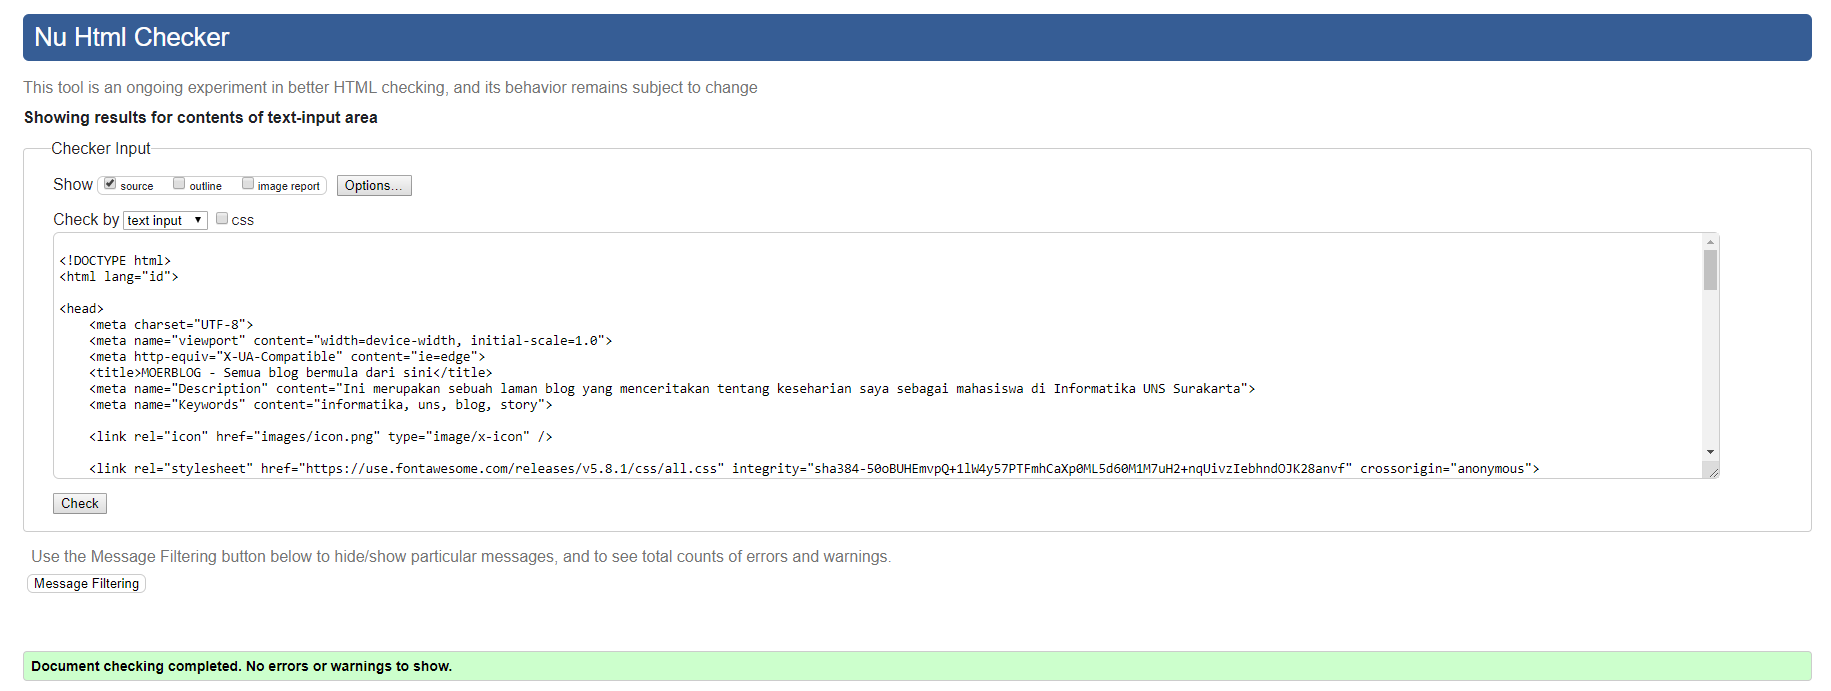 Nu Html Checker
This tool is an ongoing experiment in better HTML checking, and its behavior remains subject to change
Showing results for contents of text-input area
Checker Input
Show source outline image report Options...
Check by text input css
<!DOCTYPE html>
<html lang="id">
<head>
<meta charset="UTF-8">
<meta name="viewport" content="width=device-width, initial-scale=1.0">
<meta http-equiv="X-UA-Compatible" content="ie=edge">
<title>MOERBLOG - Semua blog bermula dari sini</title>
<meta name="Description" content="Ini merupakan sebuah laman blog yang menceritakan tentang keseharian saya sebagai mahasiswa di Informatika UNS Surakarta">
<meta name="Keywords" content="informatika, uns, blog, story">
<link rel="icon" href="images/icon.png" type="image/x-icon" />
<link rel="stylesheet" href="https://use.fontawesome.com/releases/v5.8.1/css/all.css" integrity="sha384-50oBUHEmvpQ+1lW4y57PTFmhCaXp0ML5d60M1M7uH2+nqUivzIebhndOJK28anvf" crossorigin="anonymous">
Check
Use the Message Filtering button below to hide/show particular messages, and to see total counts of errors and warnings.
Message Filtering
Document checking completed. No errors or warnings to show.